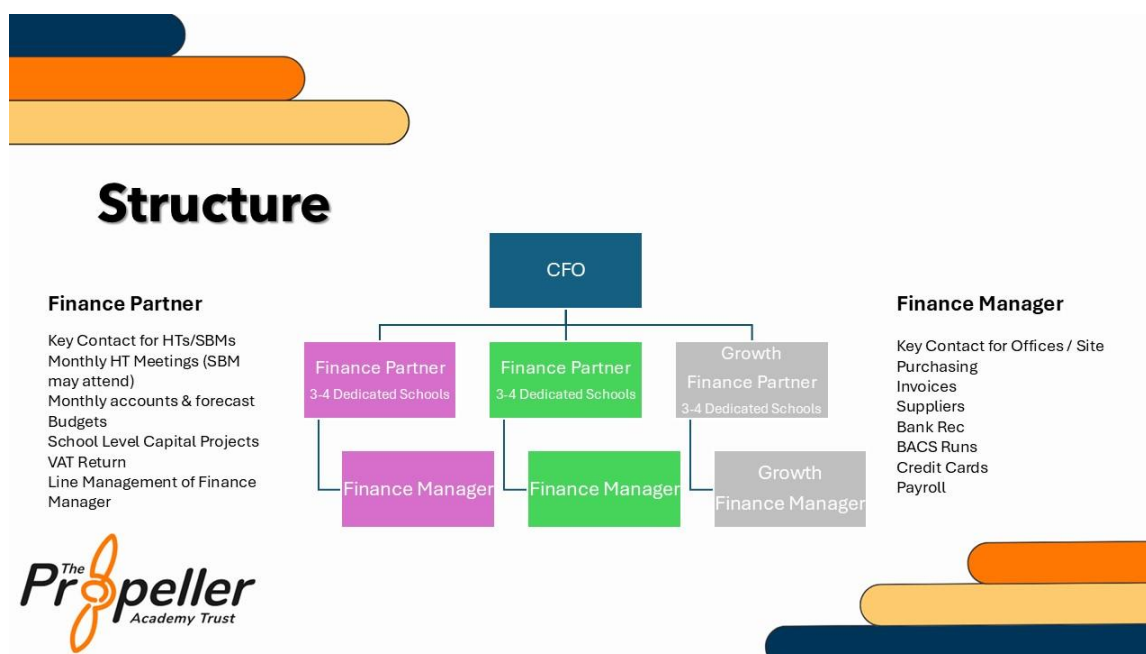 Structure
CFO
Finance Partner
Key Contact for HTs/SBMs
Monthly HT Meetings (SBM
may attend)
Monthly accounts & forecast
Budgets
School Level Capital Projects
VAT Return
Line Management of Finance
Manager
Finance Partner
3-4 Dedicated Schools
Finance Partner
3-4 Dedicated Schools
Growth
Finance Partner
3-4 Dedicated Schools
Finance Manager
Finance Manager
Growth
Finance Manager
Finance Manager
Key Contact for Offices / Site
Purchasing
Invoices
Suppliers
Bank Rec
BACS Runs
Credit Cards
Payroll
The
Propeller
Academy Trust